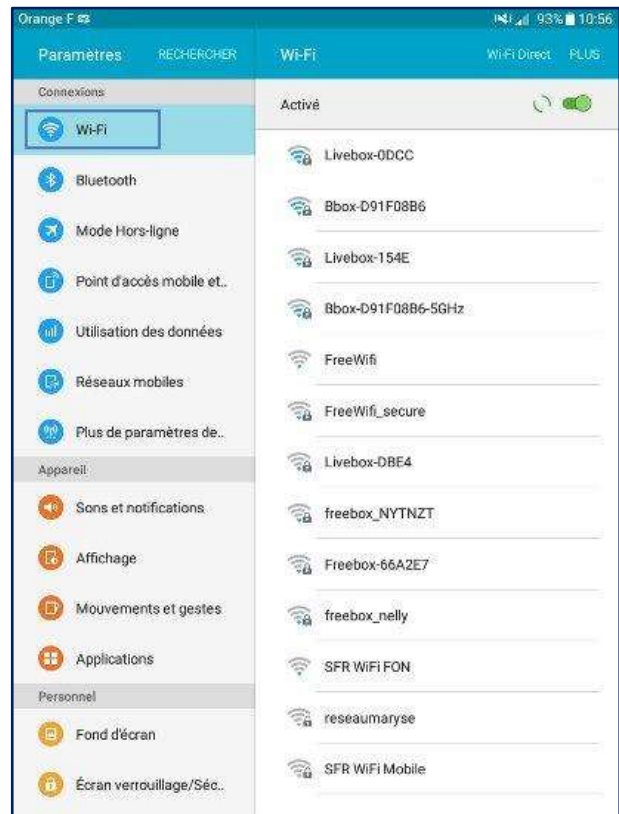 Orange F 93% 10:56
Paramètres RECHERCHER Wi-Fi Wi-Fi Direct PLUS
Connexions
Wi-Fi
Bluetooth
Mode Hors-ligne
Point d'accès mobile et..
Utilisation des données
Réseaux mobiles
Plus de paramètres de..
Appareil
Sons et notifications
Affichage
Mouvements et gestes
Applications
Personnel
Fond d'écran
Écran verrouillage/Séc..
Activé
Livebox-0DCC
Bbox-D91F08B6
Livebox-154E
Bbox-D91F08B6-5GHz
FreeWifi
FreeWifi_secure
Livebox-DBE4
freebox_NYTNZT
Freebox-66A2E7
freebox_nelly
SFR WiFi FON
reseaumaryse
SFR WiFi Mobile